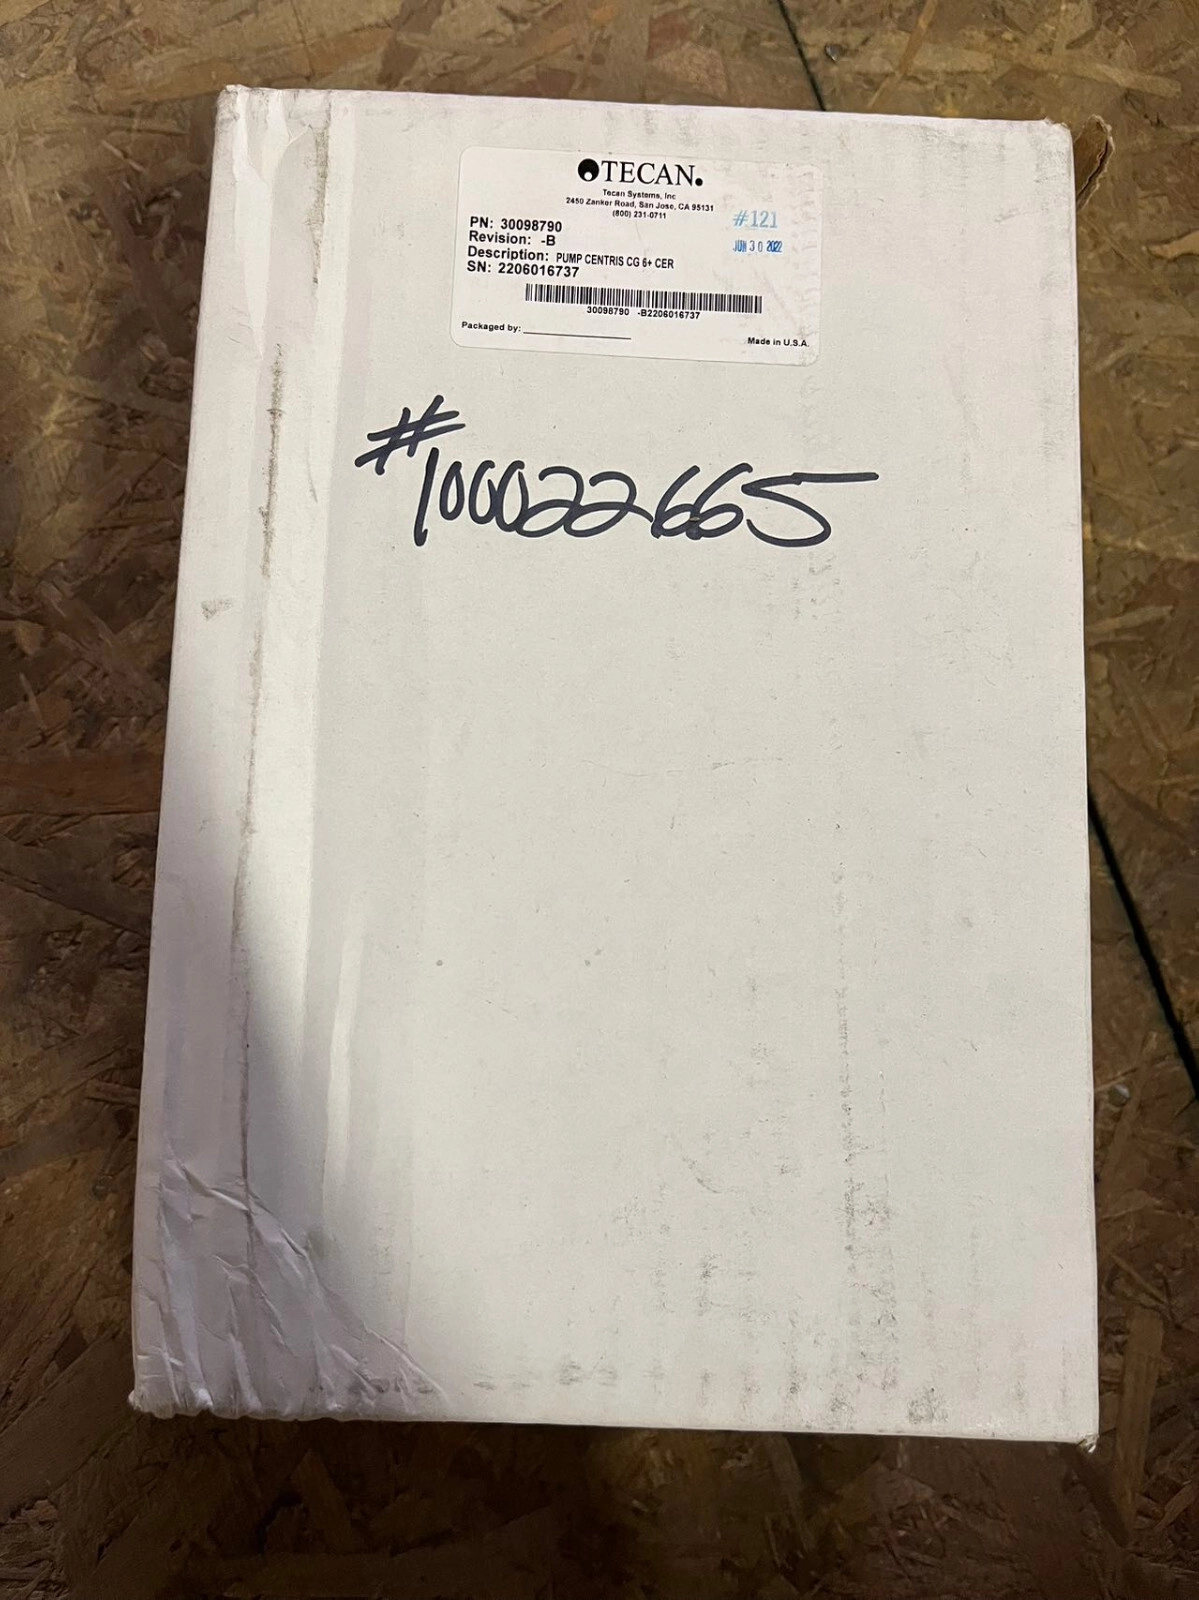 TECAN.
Tecan Systems, Inc
2450 Zanker Road, San Jose, CA 95131
(800) 231-0711
#121
PN: 30098790
Revision: -B
JUN 30 2022
Description: PUMP CENTRIS CG 6+ CER
SN: 2206016737
30098790 -B2206016737
Packaged by:
Made in U.S.A.
#100022665